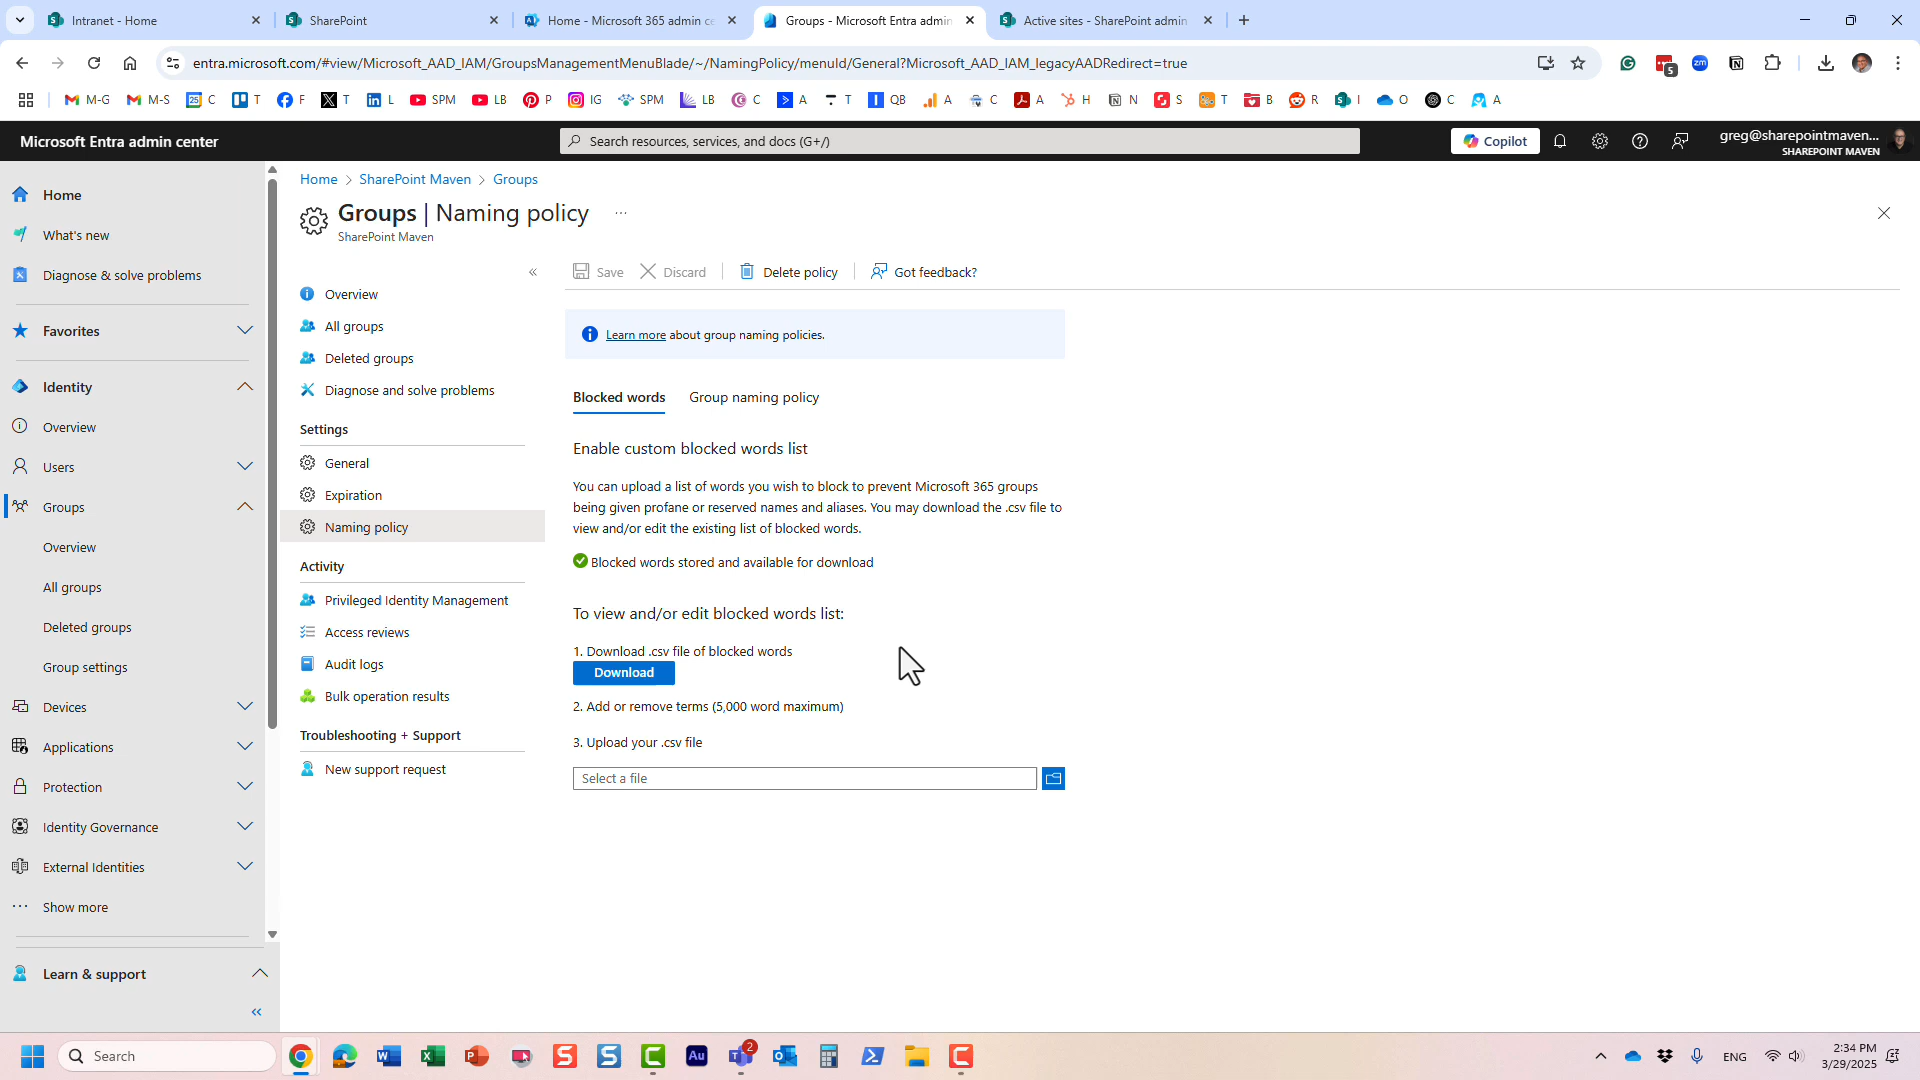 Intranet - Home
SharePoint
Home - Microsoft 365 admin ce
Groups - Microsoft Entra admin
Active sites - SharePoint admin
entra.microsoft.com/#view/Microsoft_AAD_IAM/GroupsManagementMenuBlade/~/NamingPolicy/menuId/General?Microsoft_AAD_IAM_legacyAADRedirect=true
M-G
M-S
C
T
F
T
L
SPM
LB
P
IG
SPM
LB
C
A
T
QB
A
C
A
H
N
S
T
B
R
I
O
C
A
Microsoft Entra admin center
Search resources, services, and docs (G+/)
Copilot
greg@sharepointmaven...
SHAREPOINT MAVEN
Home
What's new
Diagnose & solve problems
Favorites
Identity
Overview
Users
Groups
Overview
All groups
Deleted groups
Group settings
Devices
Applications
Protection
Identity Governance
External Identities
Show more
Learn & support
Home > SharePoint Maven > Groups
Groups | Naming policy ...
SharePoint Maven
Overview
All groups
Deleted groups
Diagnose and solve problems
Settings
General
Expiration
Naming policy
Activity
Privileged Identity Management
Access reviews
Audit logs
Bulk operation results
Troubleshooting + Support
New support request
Save
Discard
Delete policy
Got feedback?
Learn more about group naming policies.
Blocked words
Group naming policy
Enable custom blocked words list
You can upload a list of words you wish to block to prevent Microsoft 365 groups
being given profane or reserved names and aliases. You may download the .csv file to
view and/or edit the existing list of blocked words.
Blocked words stored and available for download
To view and/or edit blocked words list:
1. Download .csv file of blocked words
Download
2. Add or remove terms (5,000 word maximum)
3. Upload your .csv file
Select a file
Search
2
ENG
2:34 PM
3/29/2025